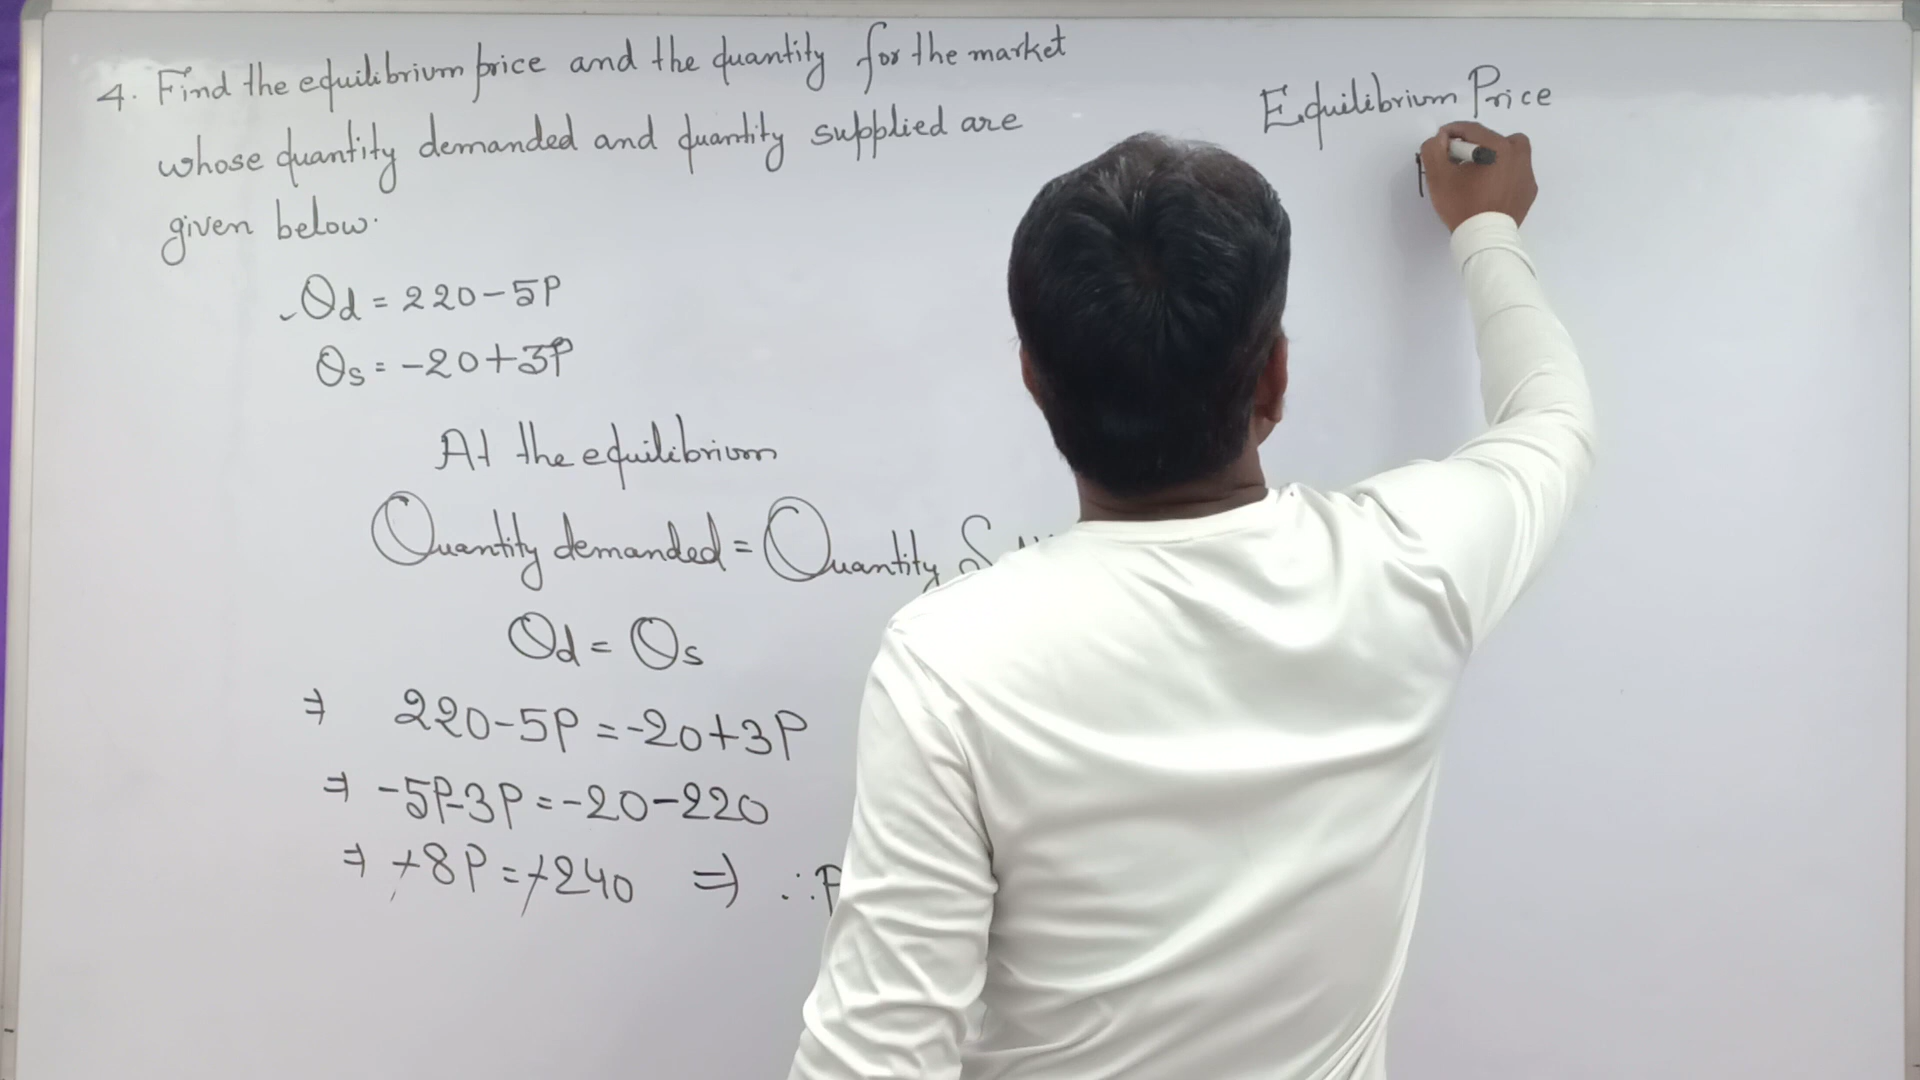 4. Find the equilibrium price and the quantity for the market
whose quantity demanded and quantity supplied are
given below.
Qd = 220-5P
Qs = -20+3P
At the equilibrium
Quantity demanded = Quantity
Qd = Qs
⇒ 220-5P = -20+3P
⇒ -5P-3P = -20-220
⇒ -8P = -240 ⇒ ∴ P
Equilibrium Price